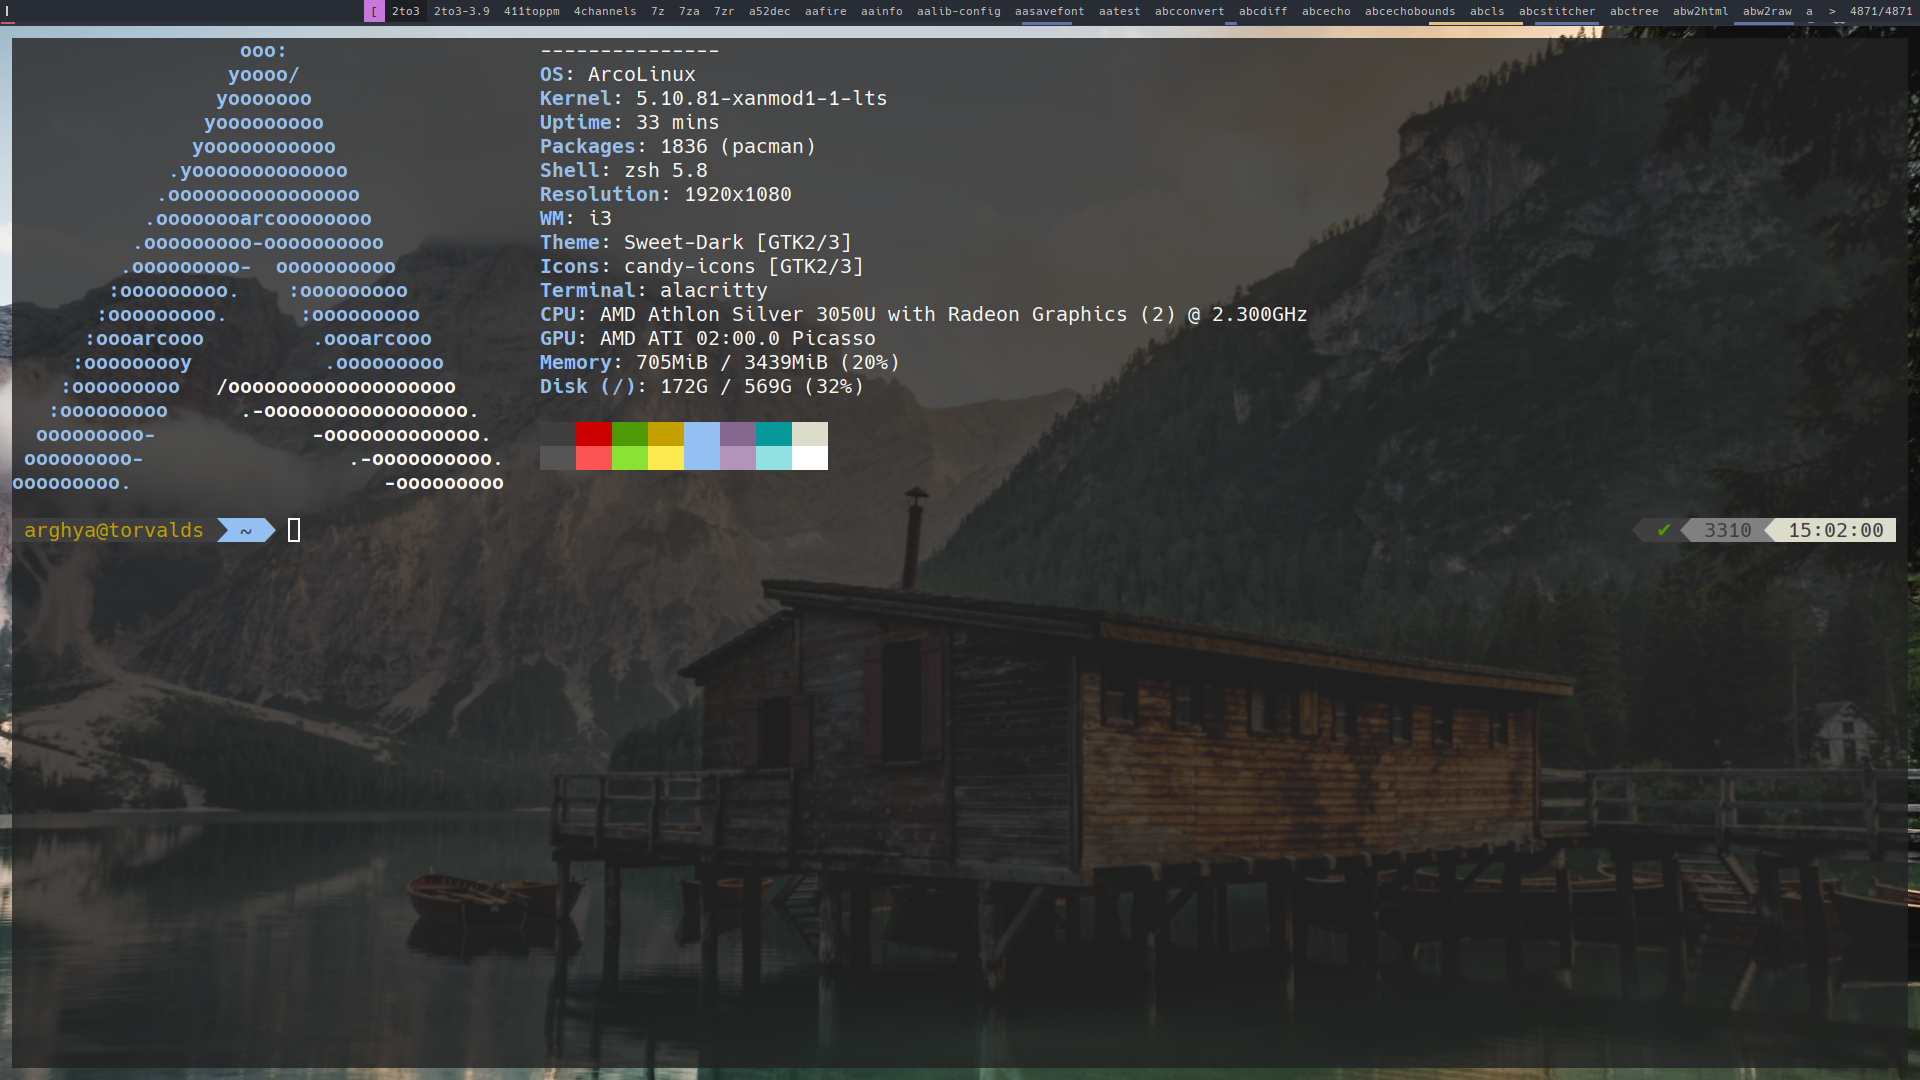 [ 2to3 2to3-3.9 411toppm 4channels 7z 7za 7zr a52dec aafire aainfo aalib-config aasavefont aatest abcconvert abcdiff abcecho abcechobounds abcls abcstitcher abctree abw2html abw2raw a > 4871/4871
ooo: ---------------
yoooo/ OS: ArcoLinux
yooooooo Kernel: 5.10.81-xanmod1-1-lts
yooooooooo Uptime: 33 mins
yooooooooooo Packages: 1836 (pacman)
.yooooooooooooo Shell: zsh 5.8
.oooooooooooooooo Resolution: 1920x1080
.oooooooarcoooooooo WM: i3
.ooooooooo-oooooooooo Theme: Sweet-Dark [GTK2/3]
.ooooooooo-  oooooooooo Icons: candy-icons [GTK2/3]
:ooooooooo.    :ooooooooo Terminal: alacritty
:ooooooooo.      :ooooooooo CPU: AMD Athlon Silver 3050U with Radeon Graphics (2) @ 2.300GHz
:oooarcooo         .oooarcooo GPU: AMD ATI 02:00.0 Picasso
:ooooooooy           .ooooooooo Memory: 705MiB / 3439MiB (20%)
:ooooooooo   /ooooooooooooooooooo Disk (/): 172G / 569G (32%)
:ooooooooo      .-ooooooooooooooooo.
ooooooooo-             -ooooooooooooo.
ooooooooo-                 .-oooooooooo.
ooooooooo.                     -ooooooooo
arghya@torvalds ~ ✔ 3310 15:02:00